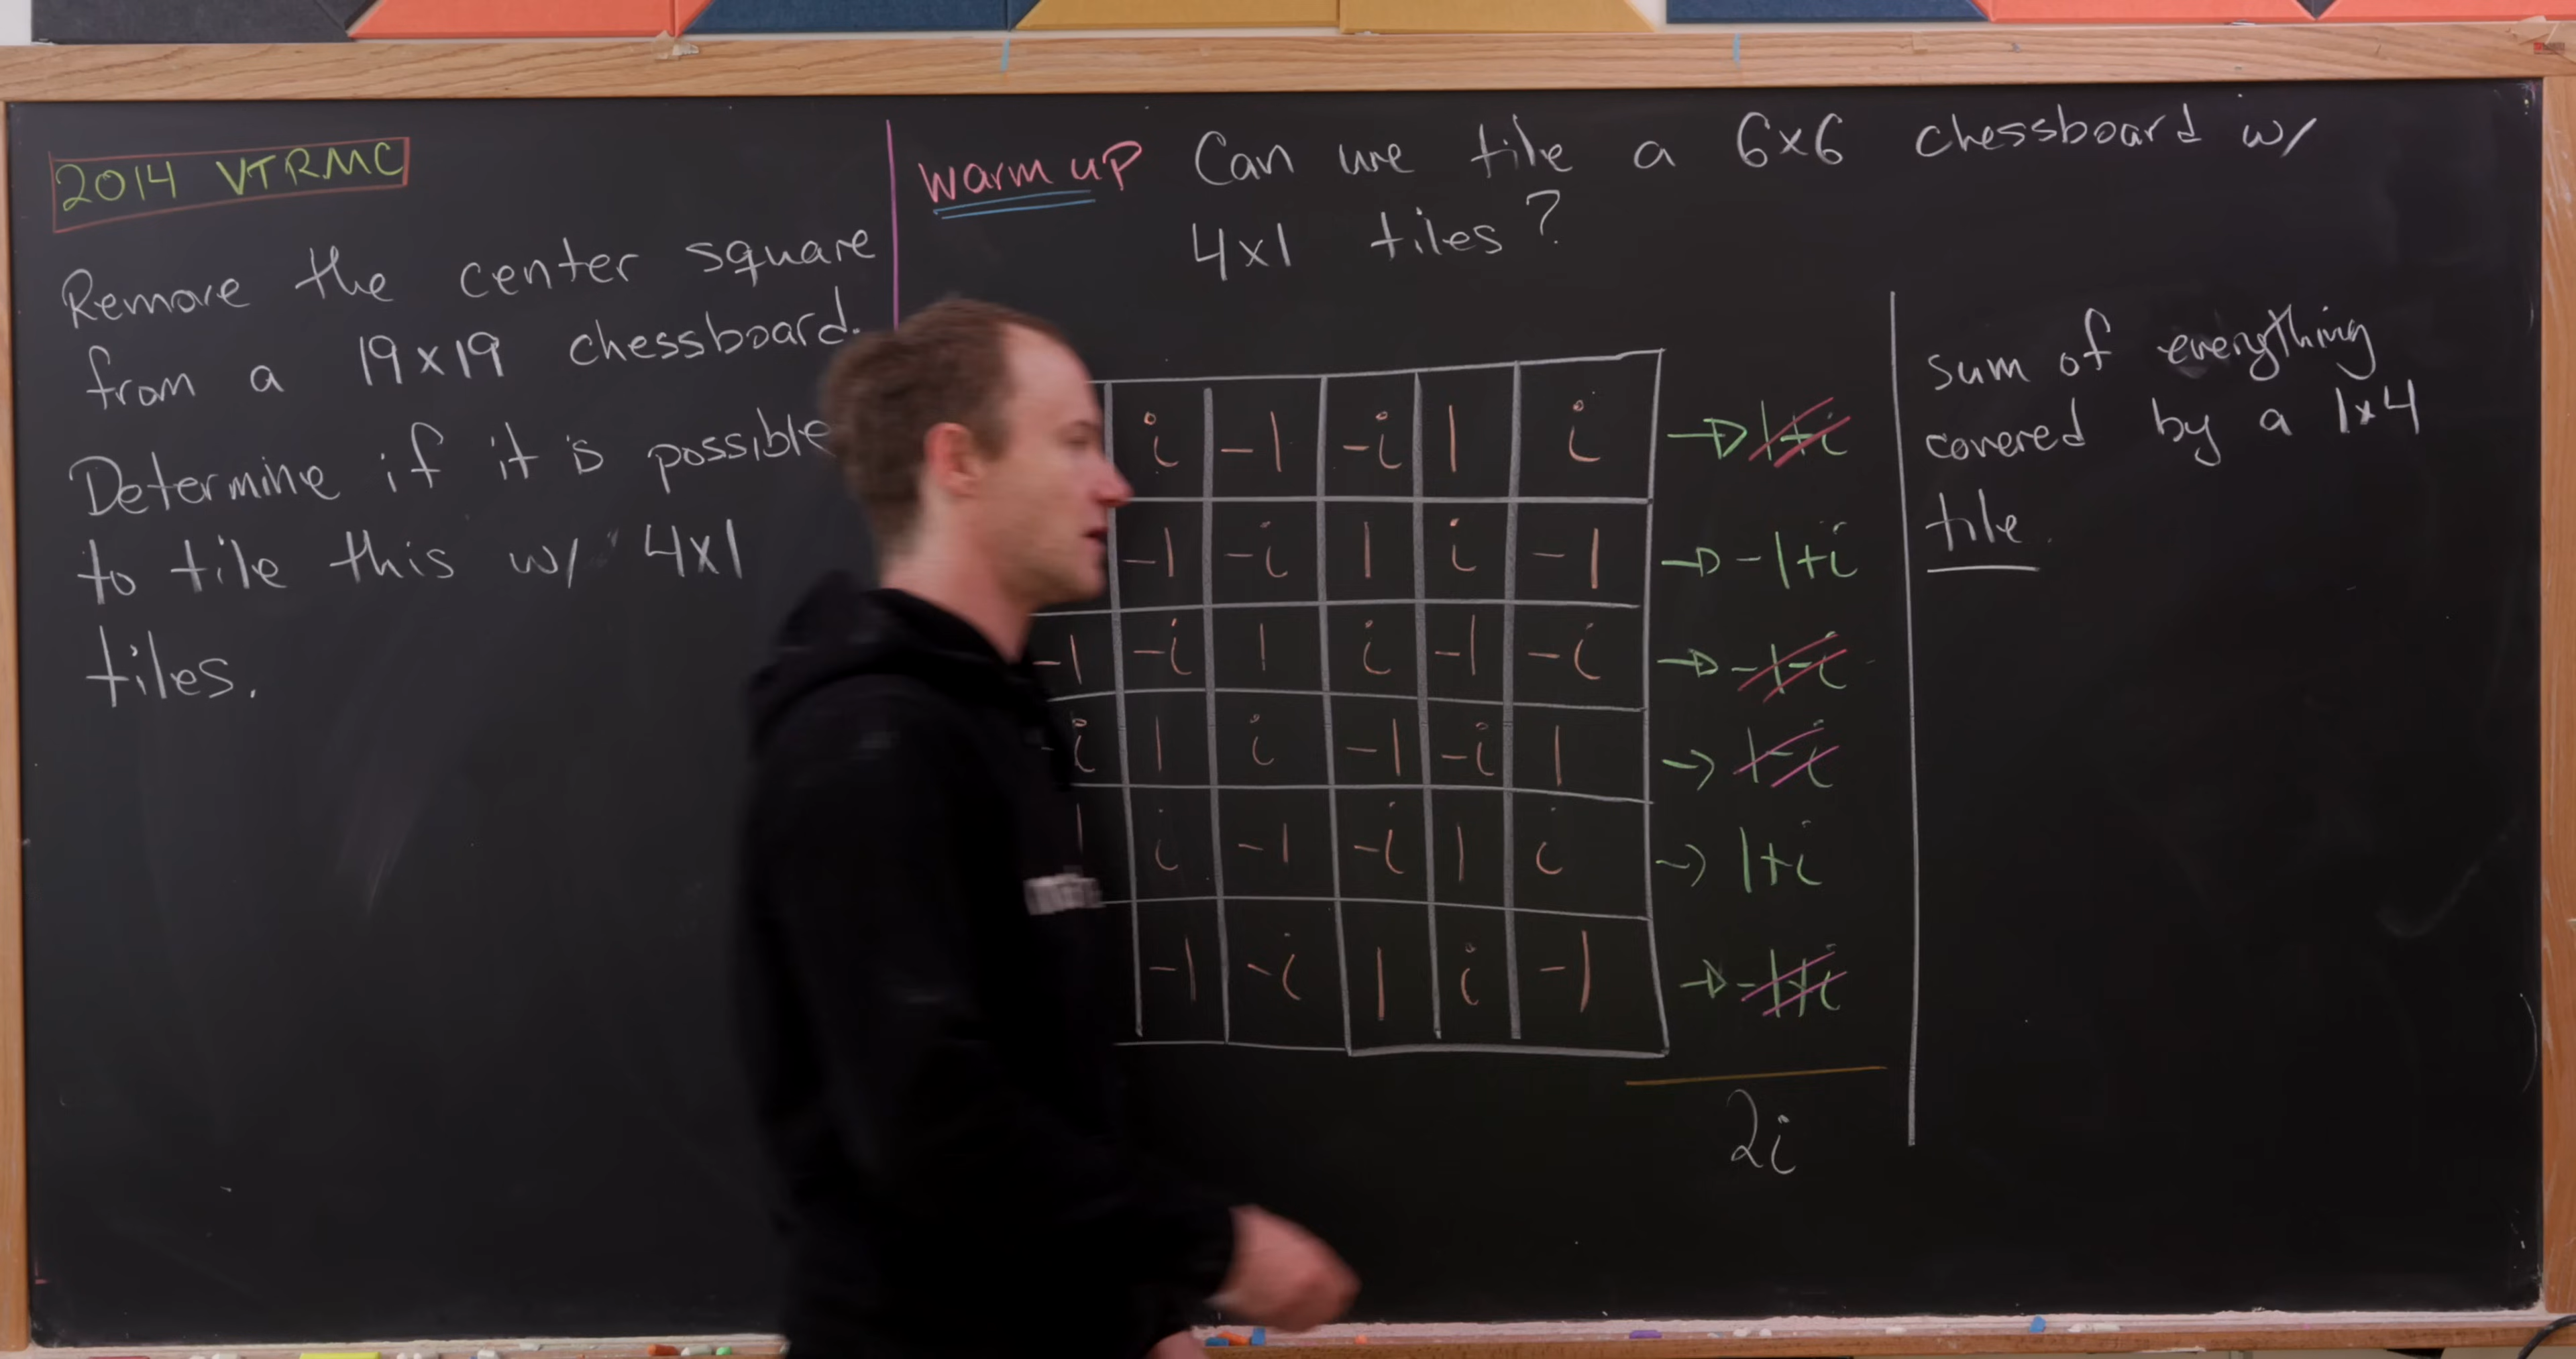 2014 VTRMC
Remove the center square
from a 19x19 chessboard.
Determine if it is possible
to tile this w/ 4x1
tiles.
warm up Can we tile a 6x6 chessboard w/
4x1 tiles?
i -1 -i 1 i → 1+i
-1 -i 1 i -1 → -1+i
-1 -i 1 i -1 -i → -1-i
-i 1 i -1 -i 1 → 1-i
1 i -1 -i 1 i → 1+i
-1 -i 1 i -1 → -1+i
2i
sum of everything
covered by a 1x4
tile.